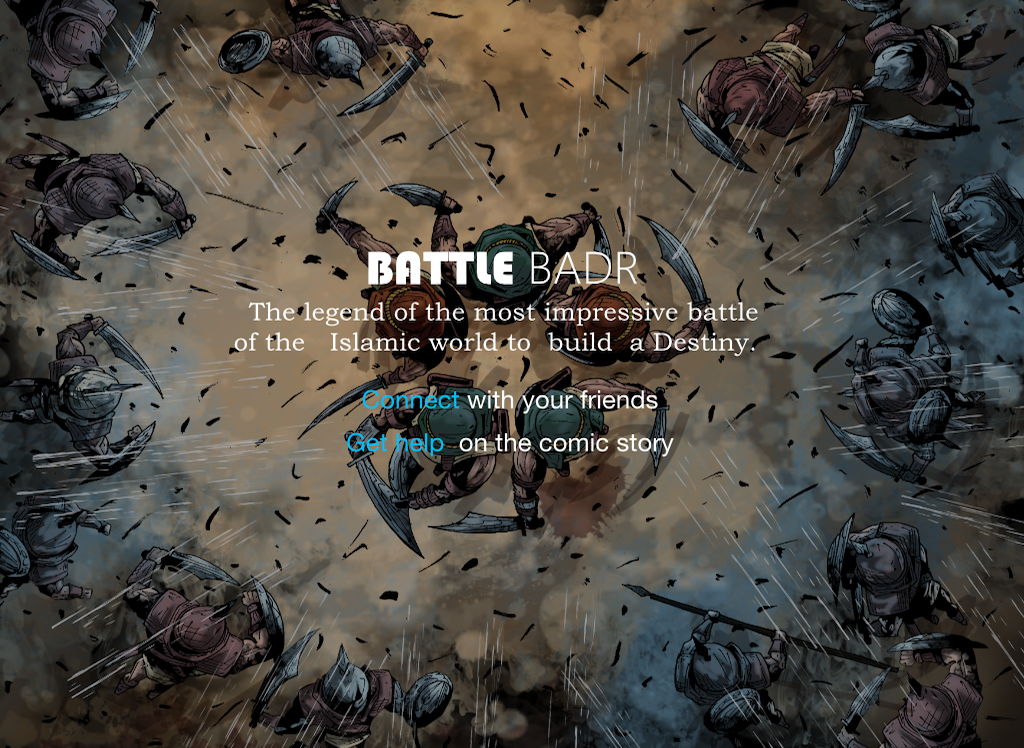 BATTLE BADR
The legend of the most impressive battle
of the Islamic world to build a Destiny.
Connect with your friends
Get help on the comic story